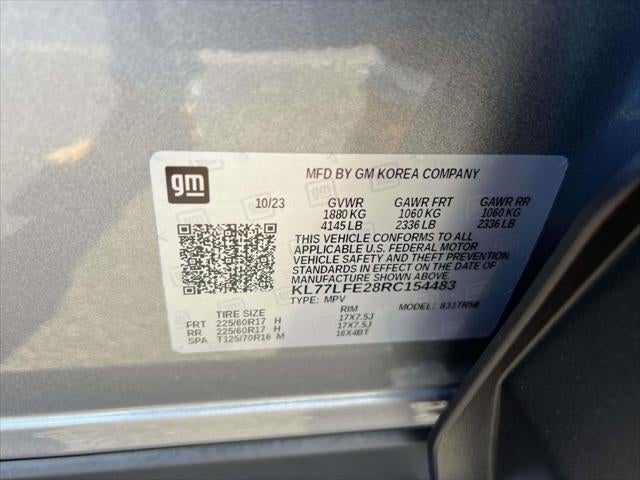 gm
MFD BY GM KOREA COMPANY
10/23 GVWR GAWR FRT GAWR RR
1880 KG 1060 KG 1060 KG
4145 LB 2336 LB 2336 LB
THIS VEHICLE CONFORMS TO ALL
APPLICABLE U.S. FEDERAL MOTOR
VEHICLE SAFETY AND THEFT PREVENTION
STANDARDS IN EFFECT ON THE DATE OF
MANUFACTURE SHOWN ABOVE.
KL77LFE28RC154483
TYPE: MPV MODEL: 831TR58
TIRE SIZE RIM
FRT 225/60R17 H 17X7.5J
RR 225/60R17 H 17X7.5J
SPA T125/70R16 M 16X4BT